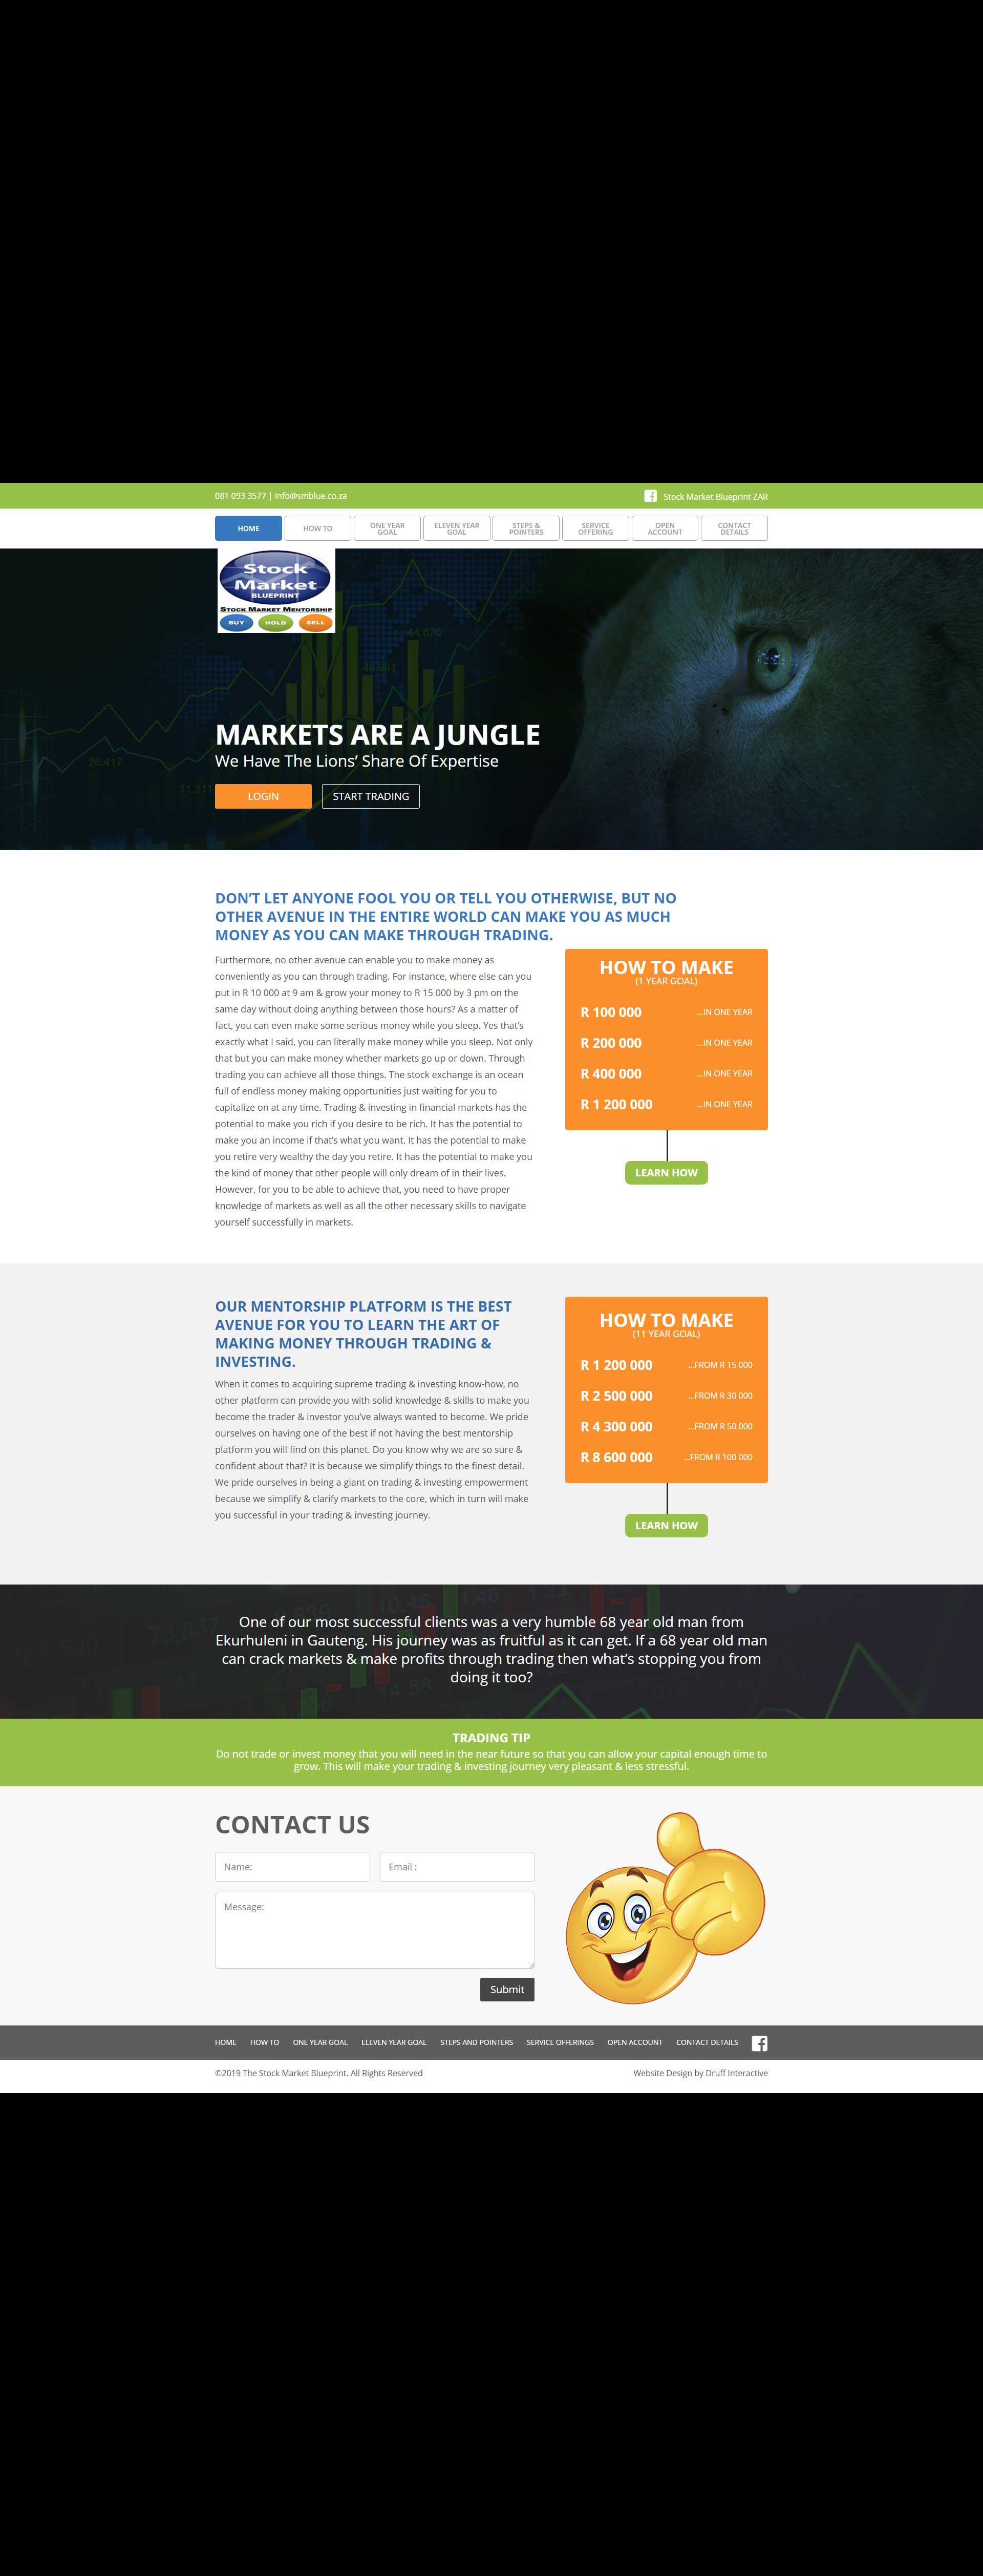 081 093 3577 | info@smblue.co.za
Stock Market Blueprint ZAR
HOME
HOW TO
ONE YEAR
GOAL
ELEVEN YEAR
GOAL
STEPS &
POINTERS
SERVICE
OFFERING
OPEN
ACCOUNT
CONTACT
DETAILS
Stock
Market
BLUEPRINT
STOCK MARKET MENTORSHIP
BUY
HOLD
SELL
44.870
26.417
MARKETS ARE A JUNGLE
We Have The Lions’ Share Of Expertise
LOGIN
START TRADING
DON’T LET ANYONE FOOL YOU OR TELL YOU OTHERWISE, BUT NO
OTHER AVENUE IN THE ENTIRE WORLD CAN MAKE YOU AS MUCH
MONEY AS YOU CAN MAKE THROUGH TRADING.
Furthermore, no other avenue can enable you to make money as
conveniently as you can through trading. For instance, where else can you
put in R 10 000 at 9 am & grow your money to R 15 000 by 3 pm on the
same day without doing anything between those hours? As a matter of
fact, you can even make some serious money while you sleep. Yes that’s
exactly what I said, you can literally make money while you sleep. Not only
that but you can make money whether markets go up or down. Through
trading you can achieve all those things. The stock exchange is an ocean
full of endless money making opportunities just waiting for you to
capitalize on at any time. Trading & investing in financial markets has the
potential to make you rich if you desire to be rich. It has the potential to
make you an income if that’s what you want. It has the potential to make
you retire very wealthy the day you retire. It has the potential to make you
the kind of money that other people will only dream of in their lives.
However, for you to be able to achieve that, you need to have proper
knowledge of markets as well as all the other necessary skills to navigate
yourself successfully in markets.
HOW TO MAKE
(1 YEAR GOAL)
R 100 000 ...IN ONE YEAR
R 200 000 ...IN ONE YEAR
R 400 000 ...IN ONE YEAR
R 1 200 000 ...IN ONE YEAR
LEARN HOW
OUR MENTORSHIP PLATFORM IS THE BEST
AVENUE FOR YOU TO LEARN THE ART OF
MAKING MONEY THROUGH TRADING &
INVESTING.
When it comes to acquiring supreme trading & investing know-how, no
other platform can provide you with solid knowledge & skills to make you
become the trader & investor you’ve always wanted to become. We pride
ourselves on having one of the best if not having the best mentorship
platform you will find on this planet. Do you know why we are so sure &
confident about that? It is because we simplify things to the finest detail.
We pride ourselves in being a giant on trading & investing empowerment
because we simplify & clarify markets to the core, which in turn will make
you successful in your trading & investing journey.
HOW TO MAKE
(11 YEAR GOAL)
R 1 200 000 ...FROM R 15 000
R 2 500 000 ...FROM R 30 000
R 4 300 000 ...FROM R 50 000
R 8 600 000 ...FROM R 100 000
LEARN HOW
One of our most successful clients was a very humble 68 year old man from
Ekurhuleni in Gauteng. His journey was as fruitful as it can get. If a 68 year old man
can crack markets & make profits through trading then what’s stopping you from
doing it too?
TRADING TIP
Do not trade or invest money that you will need in the near future so that you can allow your capital enough time to
grow. This will make your trading & investing journey very pleasant & less stressful.
CONTACT US
Name:
Email :
Message:
Submit
HOME
HOW TO
ONE YEAR GOAL
ELEVEN YEAR GOAL
STEPS AND POINTERS
SERVICE OFFERINGS
OPEN ACCOUNT
CONTACT DETAILS
©2019 The Stock Market Blueprint. All Rights Reserved
Website Design by Druff Interactive